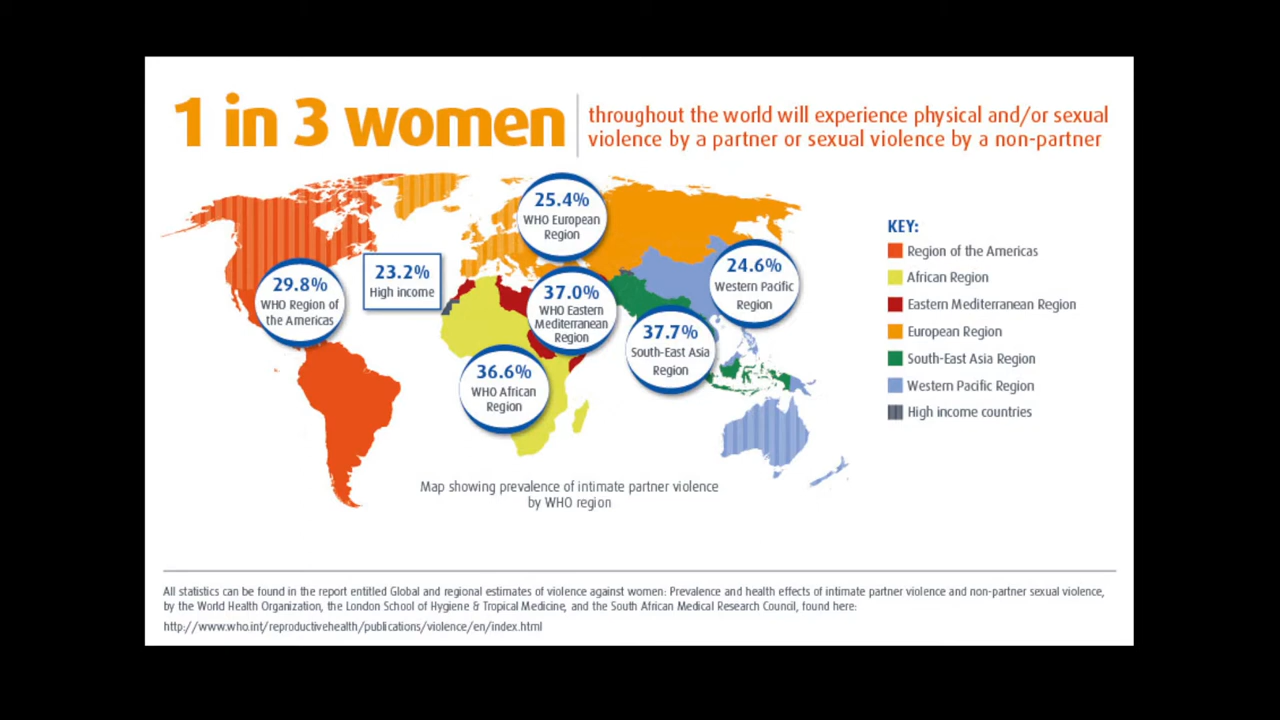 1 in 3 women
throughout the world will experience physical and/or sexual
violence by a partner or sexual violence by a non-partner
25.4%
WHO European
Region
23.2%
High income
29.8%
WHO Region of
the Americas
37.0%
WHO Eastern
Mediterranean
Region
24.6%
Western Pacific
Region
37.7%
South-East Asia
Region
36.6%
WHO African
Region
KEY:
Region of the Americas
African Region
Eastern Mediterranean Region
European Region
South-East Asia Region
Western Pacific Region
High income countries
Map showing prevalence of intimate partner violence
by WHO region
All statistics can be found in the report entitled Global and regional estimates of violence against women: Prevalence and health effects of intimate partner violence and non-partner sexual violence,
by the World Health Organization, the London School of Hygiene & Tropical Medicine, and the South African Medical Research Council, found here:
http://www.who.int/reproductivehealth/publications/violence/en/index.html